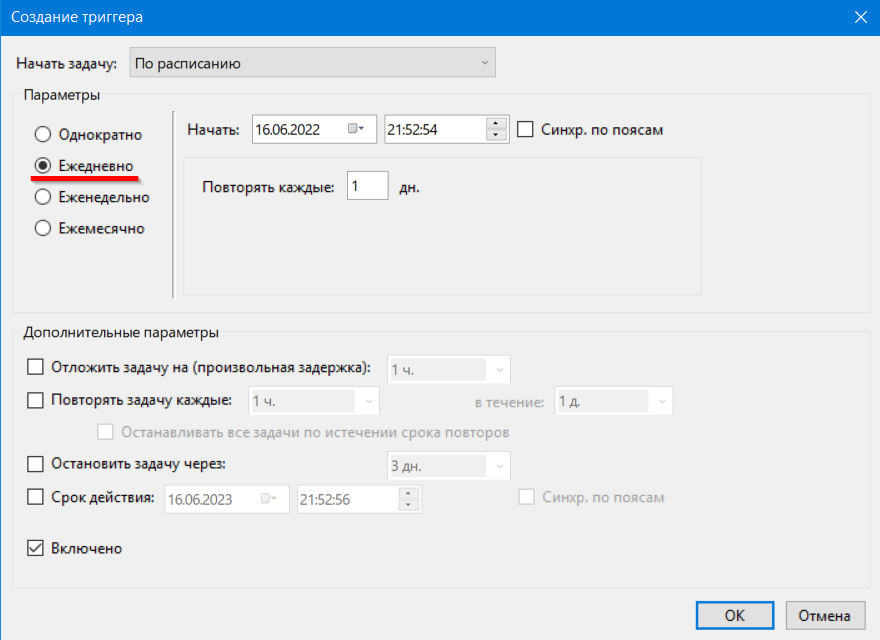 Создание триггера
Начать задачу: По расписанию
Параметры
Однократно
Ежедневно
Еженедельно
Ежемесячно
Начать: 16.06.2022 21:52:54 Синхр. по поясам
Повторять каждые: 1 дн.
Дополнительные параметры
Отложить задачу на (произвольная задержка): 1 ч.
Повторять задачу каждые: 1 ч. в течение: 1 д.
Останавливать все задачи по истечении срока повторов
Остановить задачу через: 3 дн.
Срок действия: 16.06.2023 21:52:56 Синхр. по поясам
Включено
ОК Отмена